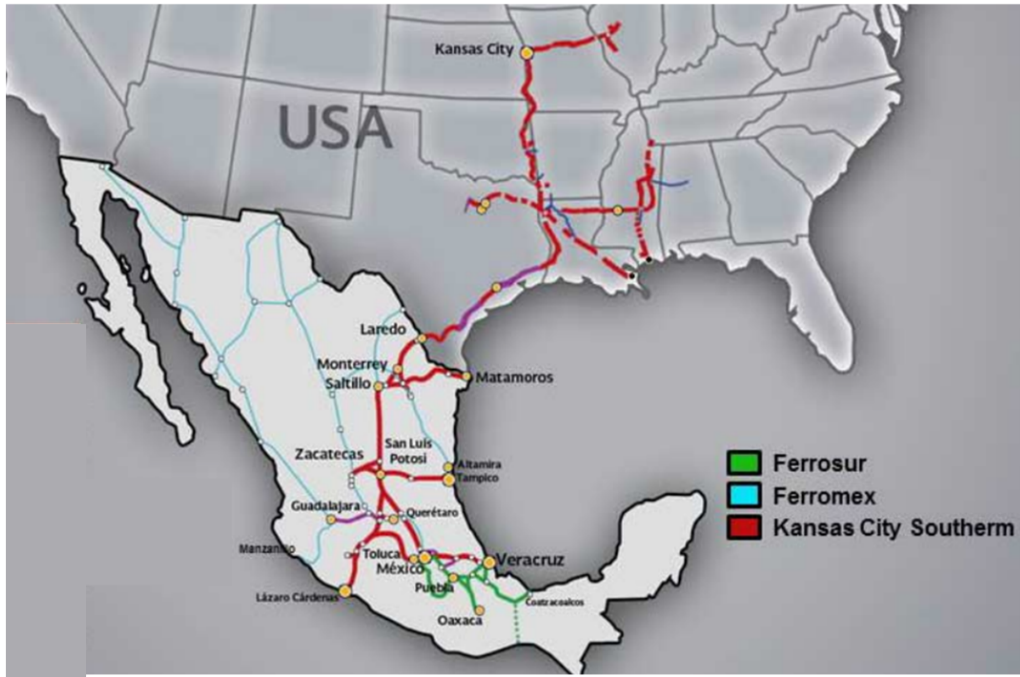 Kansas City
USA
Laredo
Monterrey
Saltillo
Matamoros
San Luis
Potosi
Zacatecas
Altamira
Tampico
Guadalajara
Querétaro
Manzanillo
Toluca
México
Veracruz
Puebla
Lázaro Cárdenas
Coatzacoalcos
Oaxaca
Ferrosur
Ferromex
Kansas City Southerm